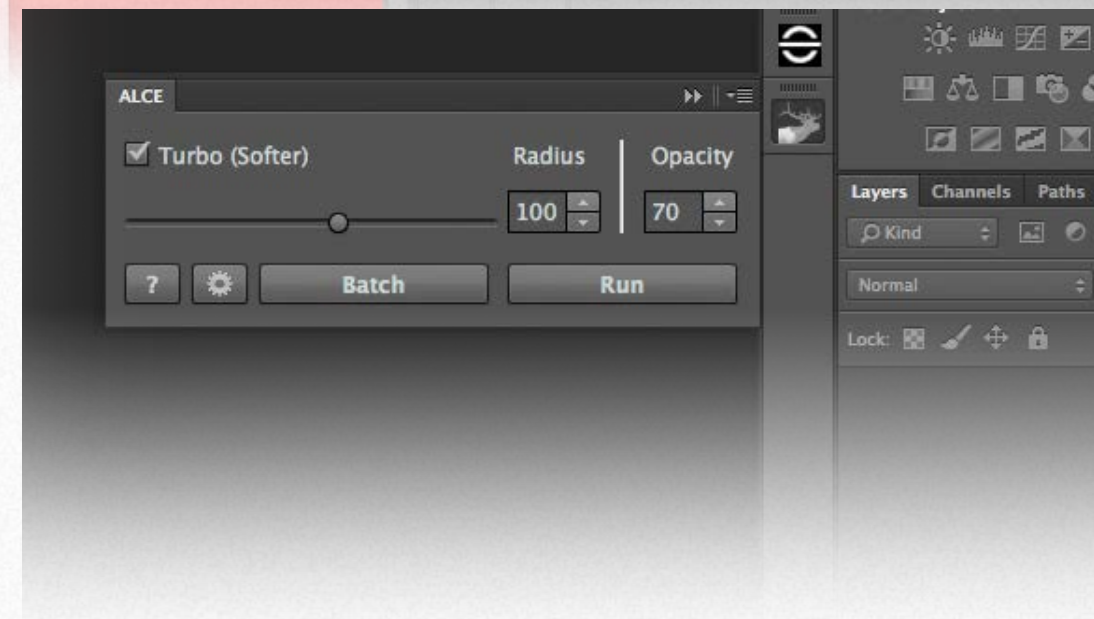 ALCE
Turbo (Softer)
Radius
Opacity
100
70
?
Batch
Run
Layers Channels Paths
Kind
Normal
Lock: